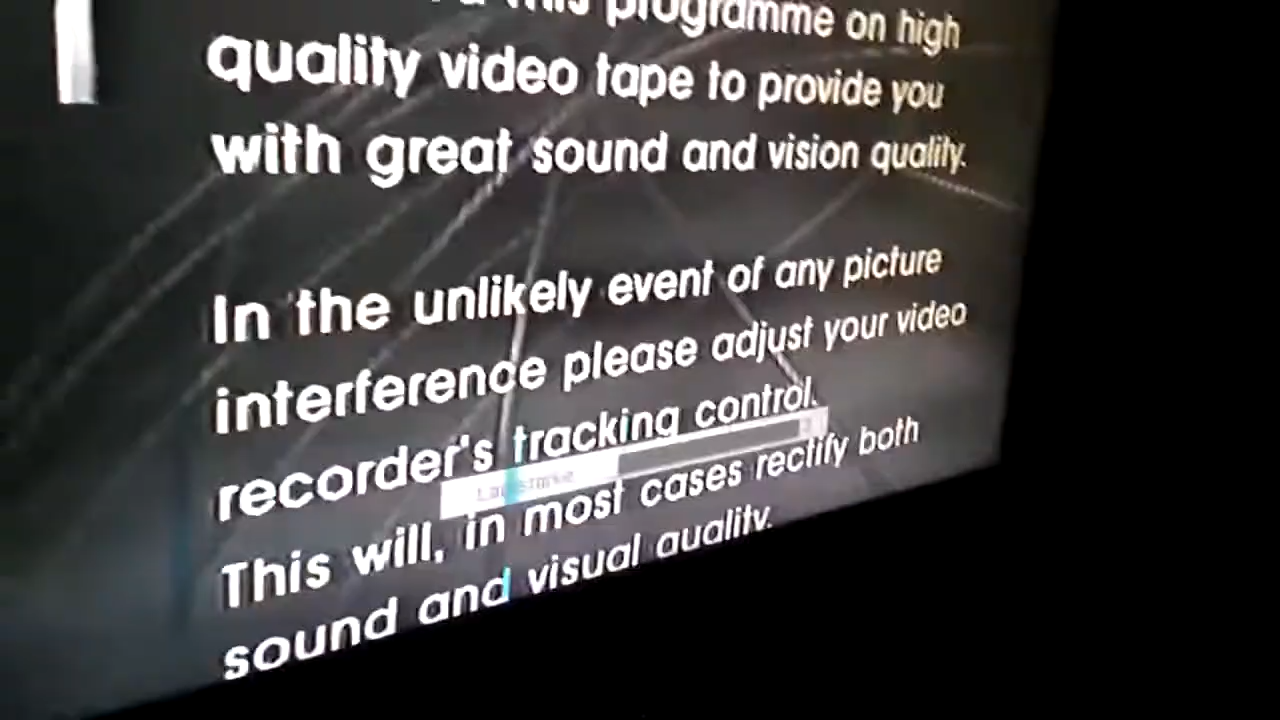 this programme on high
quality video tape to provide you
with great sound and vision quality.
In the unlikely event of any picture
interference please adjust your video
recorder's tracking control.
This will, in most cases rectify both
sound and visual quality.